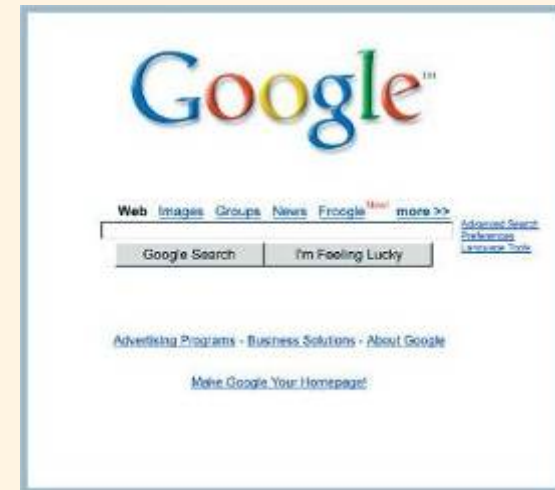 Google™
Web Images Groups News Froogle New! more >>
Advanced Search
Preferences
Language Tools
Google Search I'm Feeling Lucky
Advertising Programs - Business Solutions - About Google
Make Google Your Homepage!